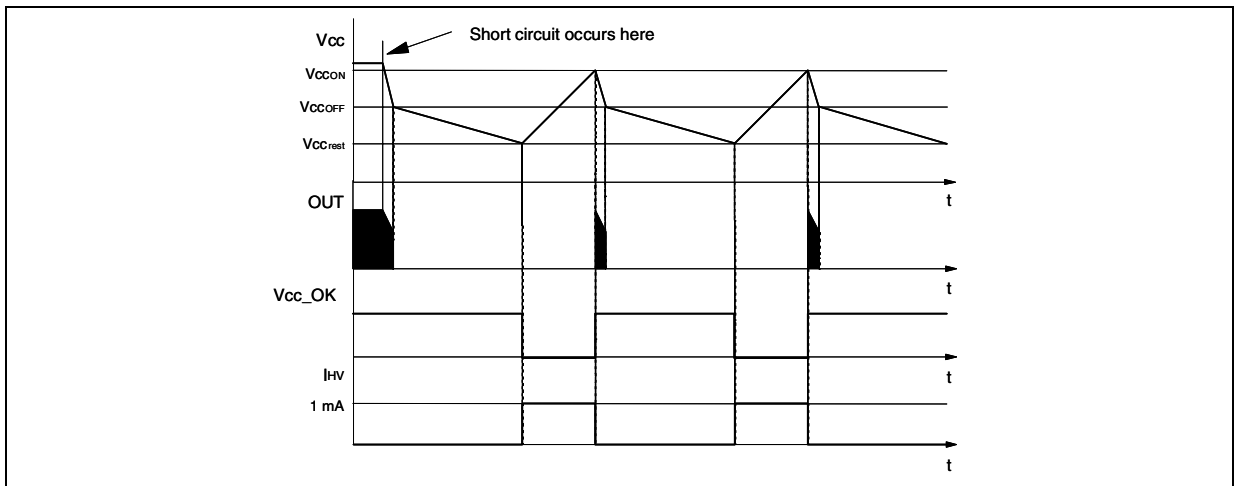 Vcc
Short circuit occurs here
VccON
VccOFF
Vccrest
OUT
t
t
Vcc_OK
t
IHV
1 mA
t